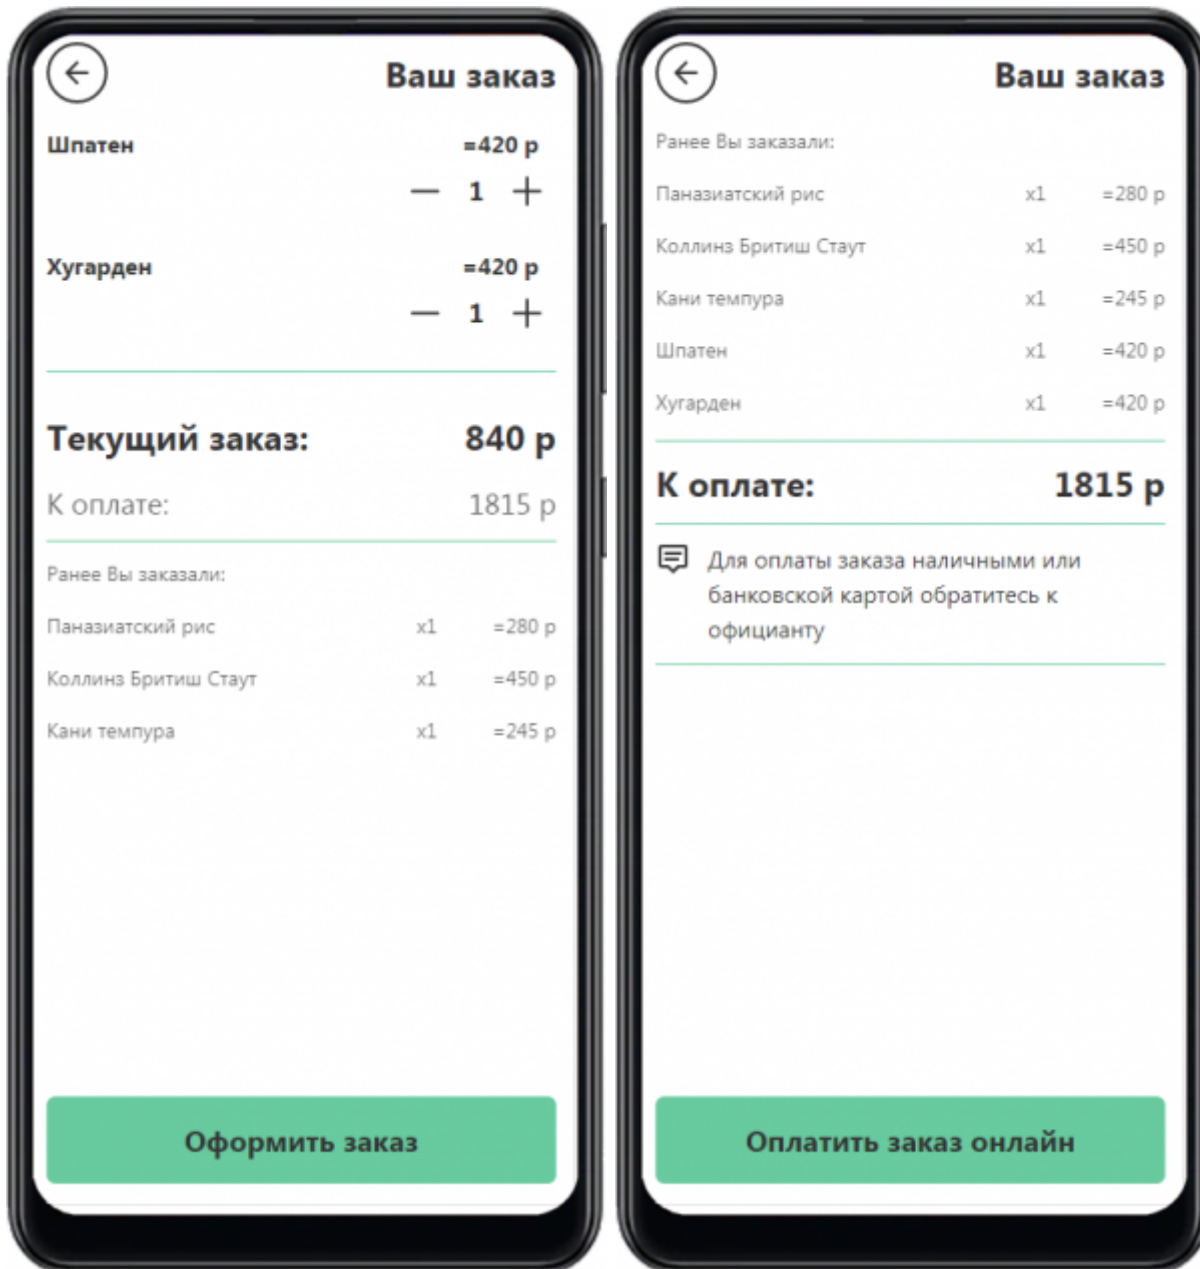 Ваш заказ
Шпатен =420 р
1
Хугарден =420 р
1
Текущий заказ: 840 р
К оплате: 1815 р
Ранее Вы заказали:
Паназиатский рис x1 =280 р
Коллинз Бритиш Стаут x1 =450 р
Кани темпура x1 =245 р
Оформить заказ
Ваш заказ
Ранее Вы заказали:
Паназиатский рис x1 =280 р
Коллинз Бритиш Стаут x1 =450 р
Кани темпура x1 =245 р
Шпатен x1 =420 р
Хугарден x1 =420 р
К оплате: 1815 р
Для оплаты заказа наличными или
банковской картой обратитесь к
официанту
Оплатить заказ онлайн